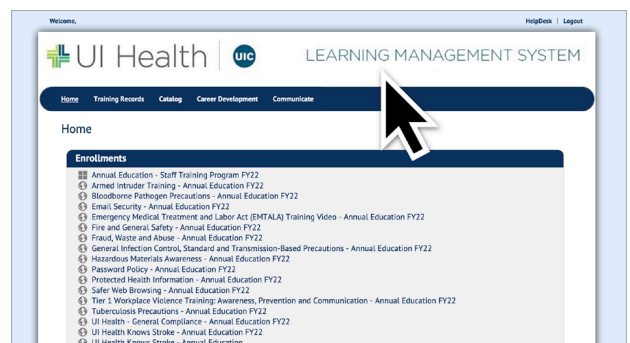 Welcome,
HelpDesk | Logout
UI Health | UIC
LEARNING MANAGEMENT SYSTEM
Home Training Records Catalog Career Development Communicate
Home
Enrollments
Annual Education - Staff Training Program FY22
Armed Intruder Training - Annual Education FY22
Bloodborne Pathogen Precautions - Annual Education FY22
Email Security - Annual Education FY22
Emergency Medical Treatment and Labor Act (EMTALA) Training Video - Annual Education FY22
Fire and General Safety - Annual Education FY22
Fraud, Waste and Abuse - Annual Education FY22
General Infection Control, Standard and Transmission-Based Precautions - Annual Education FY22
Hazardous Materials Awareness - Annual Education FY22
Password Policy - Annual Education FY22
Protected Health Information - Annual Education FY22
Safer Web Browsing - Annual Education FY22
Tier 1 Workplace Violence Training: Awareness, Prevention and Communication - Annual Education FY22
Tuberculosis Precautions - Annual Education FY22
UI Health - General Compliance - Annual Education FY22
UI Health Knows Stroke - Annual Education FY22
UI Health Knows Stroke - Annual Education